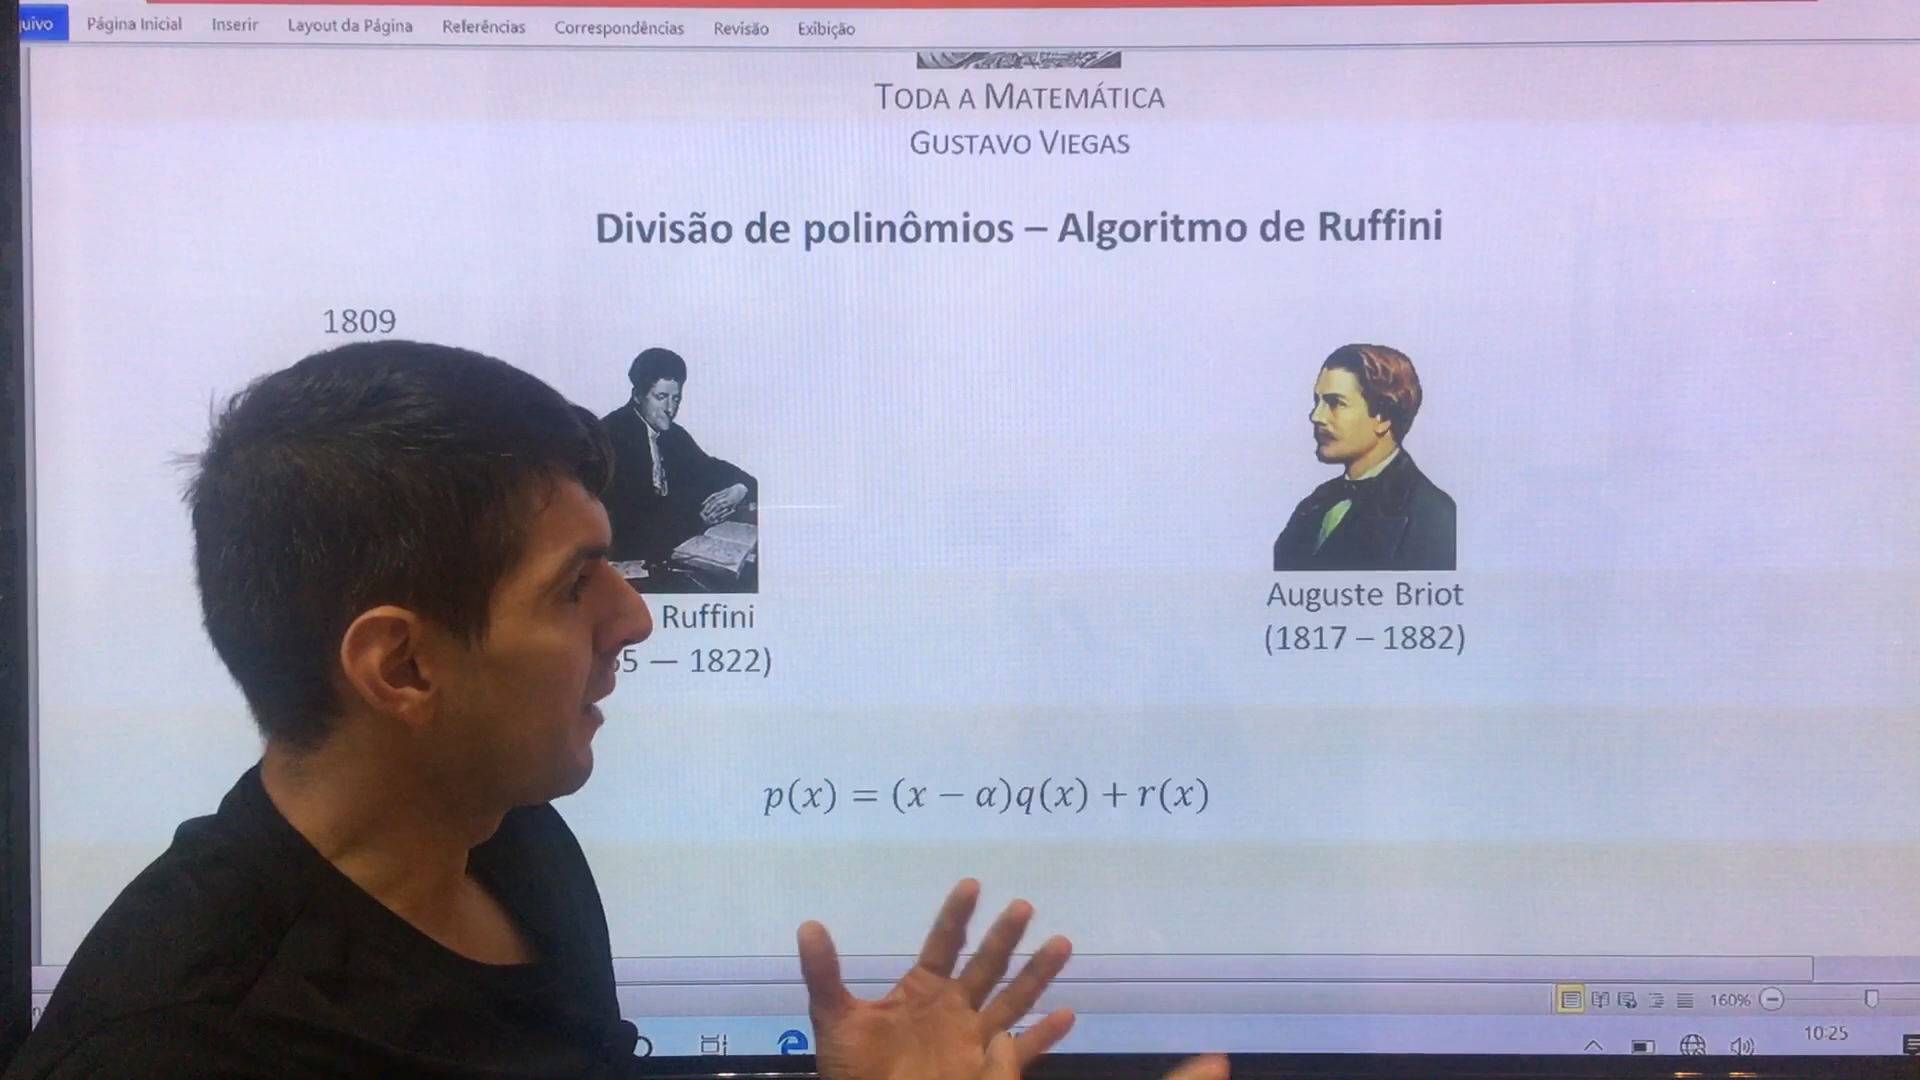 Página Inicial Inserir Layout da Página Referências Correspondências Revisão Exibição
TODA A MATEMÁTICA
GUSTAVO VIEGAS
Divisão de polinômios – Algoritmo de Ruffini
1809
Ruffini
5 — 1822)
Auguste Briot
(1817 – 1882)
p(x) = (x − α)q(x) + r(x)
160%
10:25